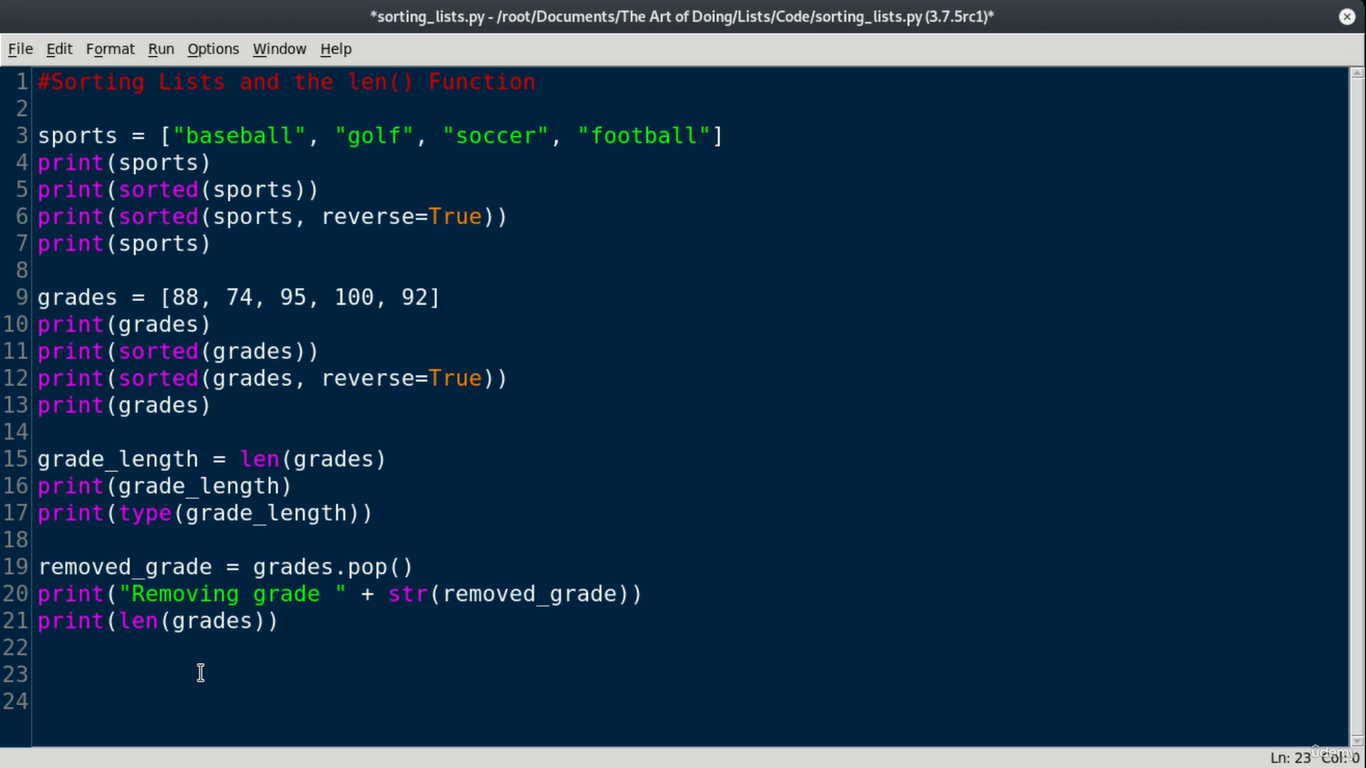 *sorting_lists.py - /root/Documents/The Art of Doing/Lists/Code/sorting_lists.py (3.7.5rc1)*
File Edit Format Run Options Window Help
1 #Sorting Lists and the len() Function
2
3 sports = ["baseball", "golf", "soccer", "football"]
4 print(sports)
5 print(sorted(sports))
6 print(sorted(sports, reverse=True))
7 print(sports)
8
9 grades = [88, 74, 95, 100, 92]
10 print(grades)
11 print(sorted(grades))
12 print(sorted(grades, reverse=True))
13 print(grades)
14
15 grade_length = len(grades)
16 print(grade_length)
17 print(type(grade_length))
18
19 removed_grade = grades.pop()
20 print("Removing grade " + str(removed_grade))
21 print(len(grades))
22
23
24
Ln: 23 Col: 0
Udemy